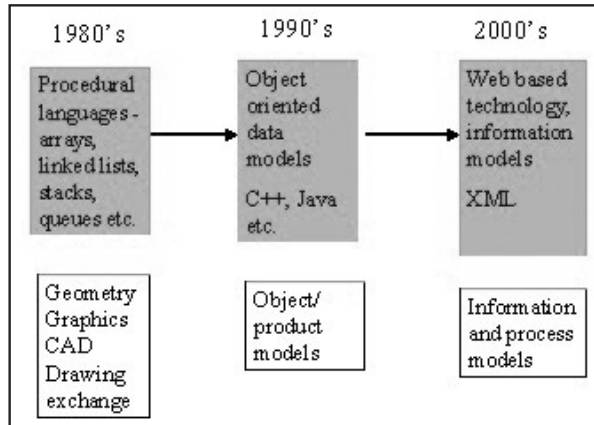 1980's
1990's
2000's
Procedural
languages -
arrays,
linked lists,
stacks,
queues etc.
Object
oriented
data
models
C++, Java
etc.
Web based
technology,
information
models
XML
Geometry
Graphics
CAD
Drawing
exchange
Object/
product
models
Information
and process
models